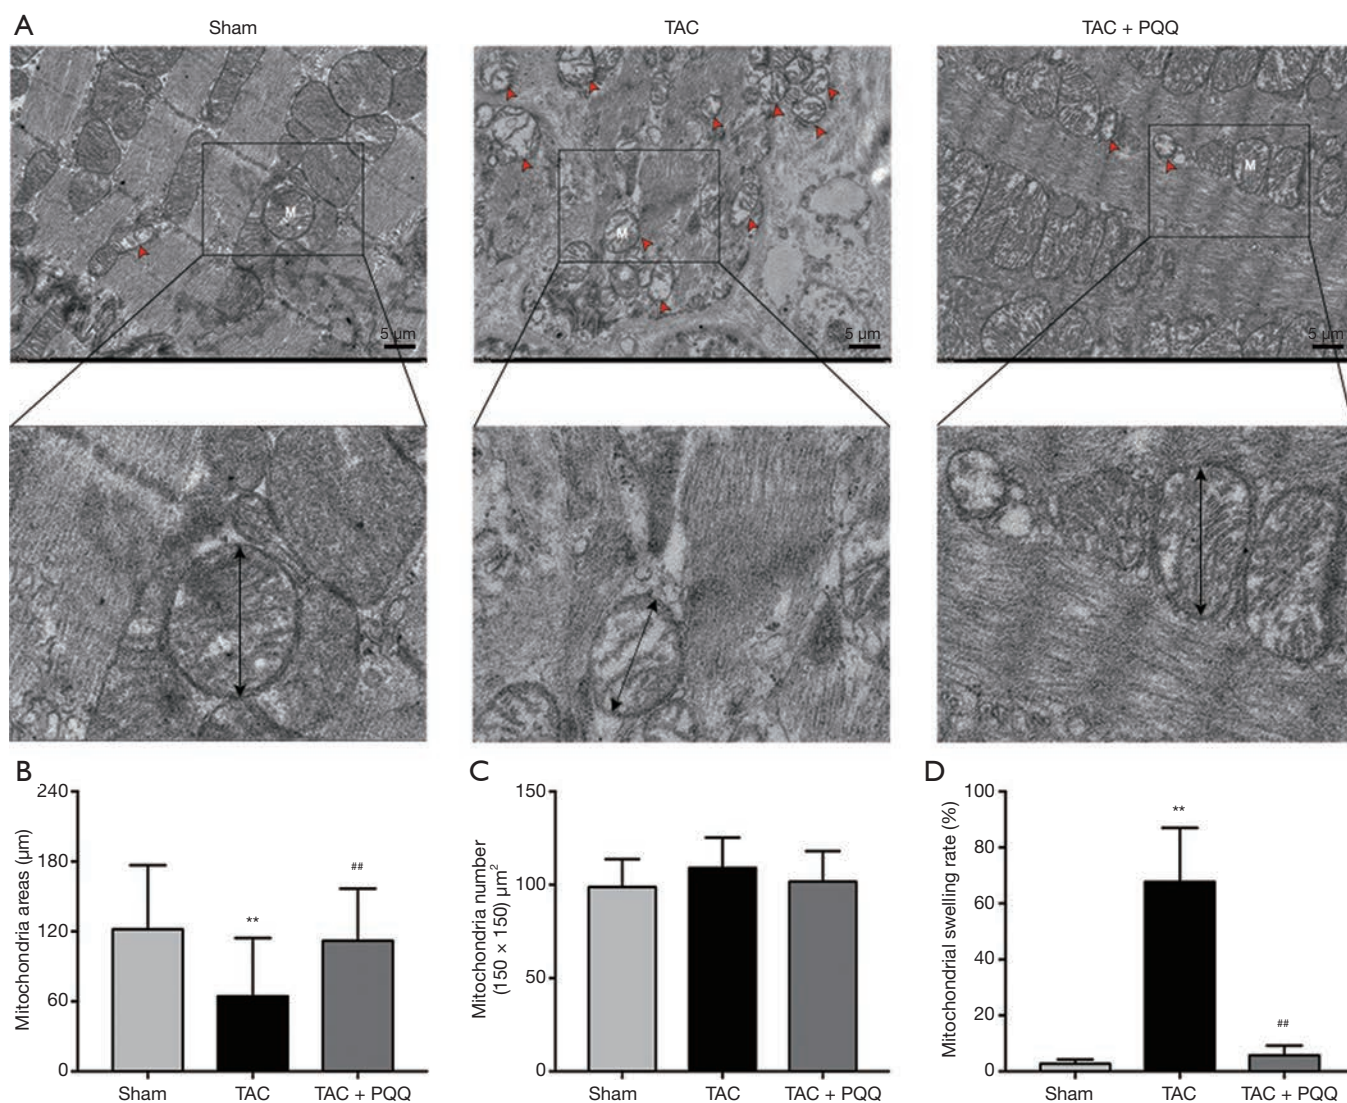 A
Sham
TAC
TAC + PQQ
M
M
M
5 µm
5 µm
5 µm
B
240
180
120
60
0
Mitochondria areas (µm)
**
##
Sham
TAC
TAC + PQQ
C
150
100
50
0
Mitochondria number
(150 × 150) µm²
Sham
TAC
TAC + PQQ
D
100
80
60
40
20
0
Mitochondrial swelling rate (%)
**
##
Sham
TAC
TAC + PQQ